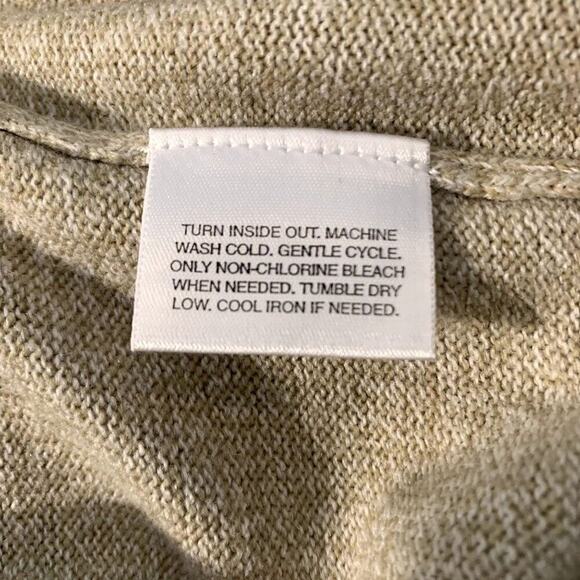 TURN INSIDE OUT. MACHINE
WASH COLD. GENTLE CYCLE.
ONLY NON-CHLORINE BLEACH
WHEN NEEDED. TUMBLE DRY
LOW. COOL IRON IF NEEDED.